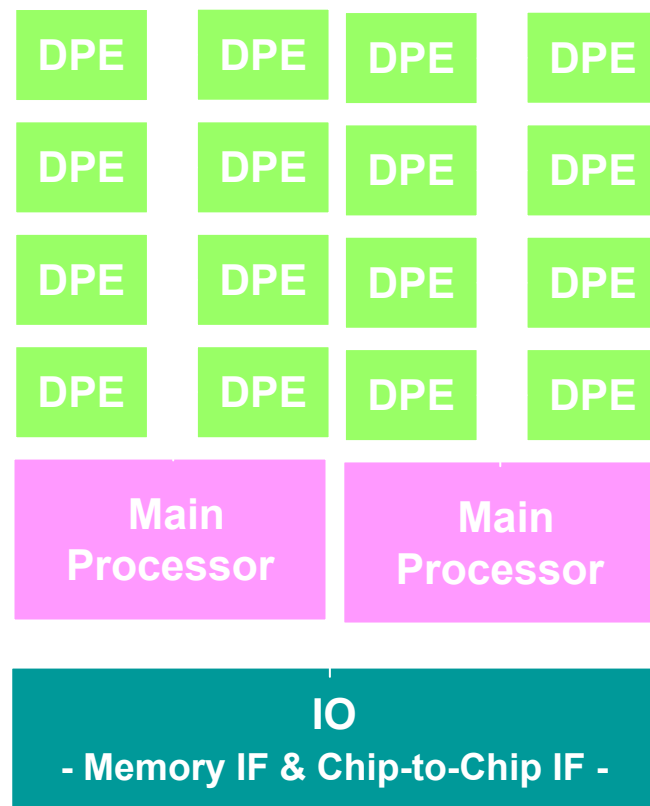 DPE DPE DPE DPE
DPE DPE DPE DPE
DPE DPE DPE DPE
DPE DPE DPE DPE
Main
Processor
Main
Processor
IO
- Memory IF & Chip-to-Chip IF -